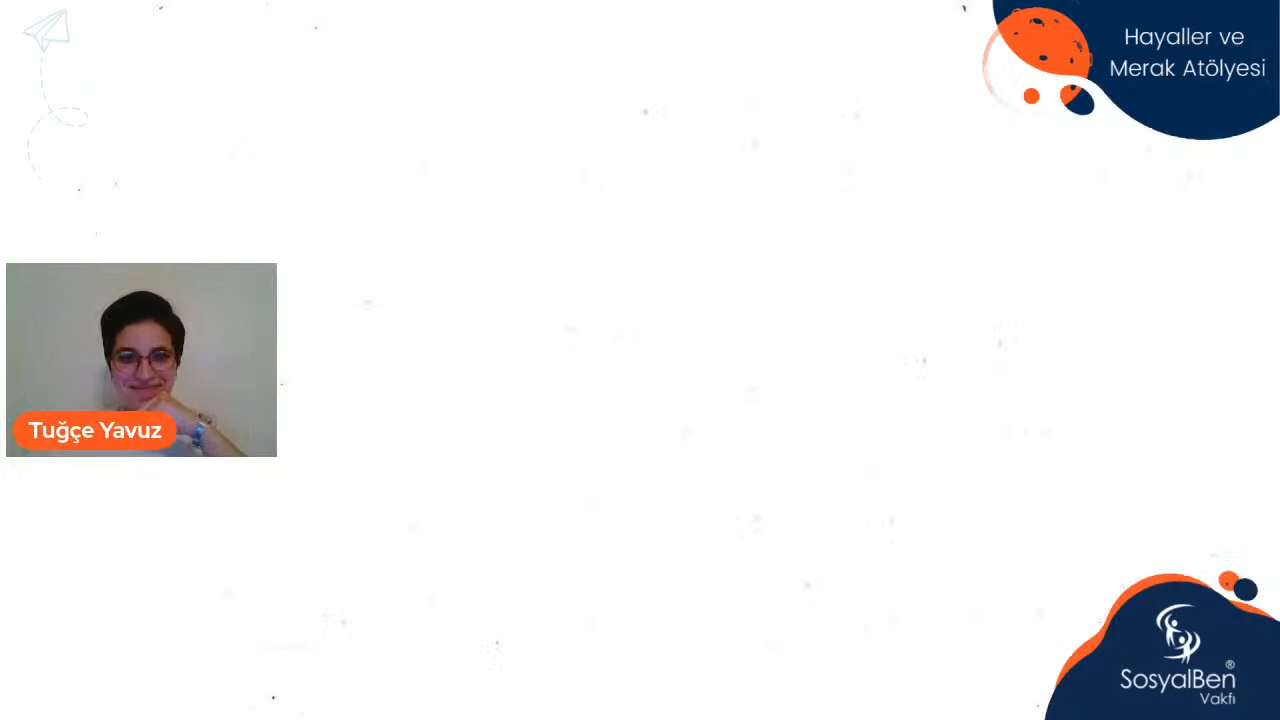 Hayaller ve
Merak Atölyesi
Tuğçe Yavuz
SosyalBen®
Vakfı